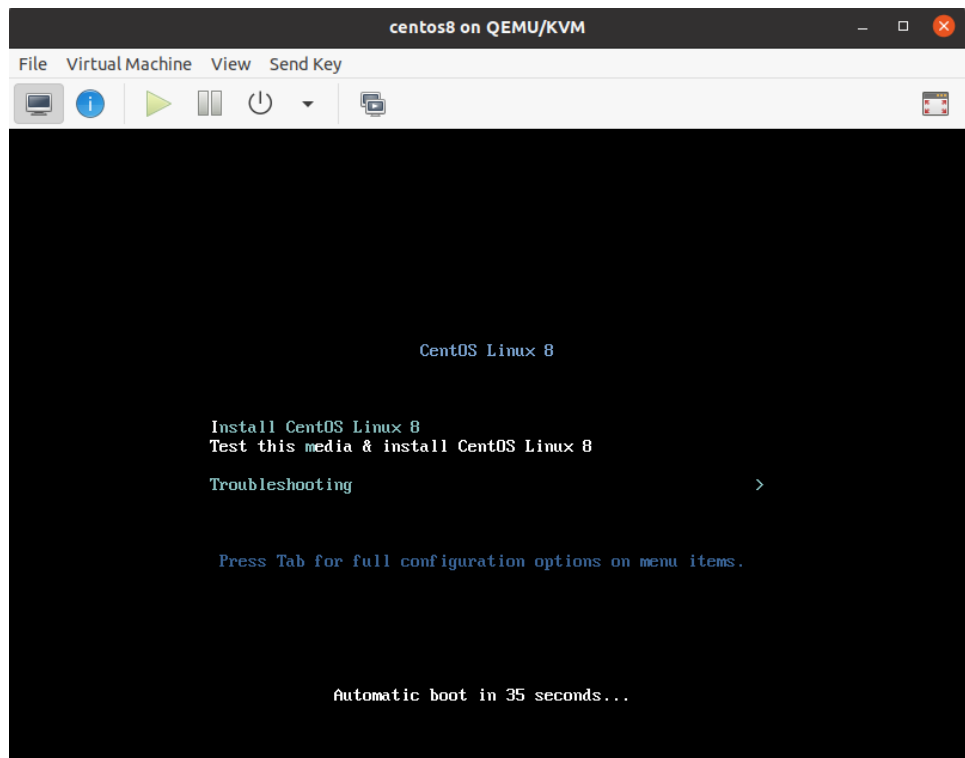 centos8 on QEMU/KVM
File Virtual Machine View Send Key
CentOS Linux 8
Install CentOS Linux 8
Test this media & install CentOS Linux 8
Troubleshooting >
Press Tab for full configuration options on menu items.
Automatic boot in 35 seconds...